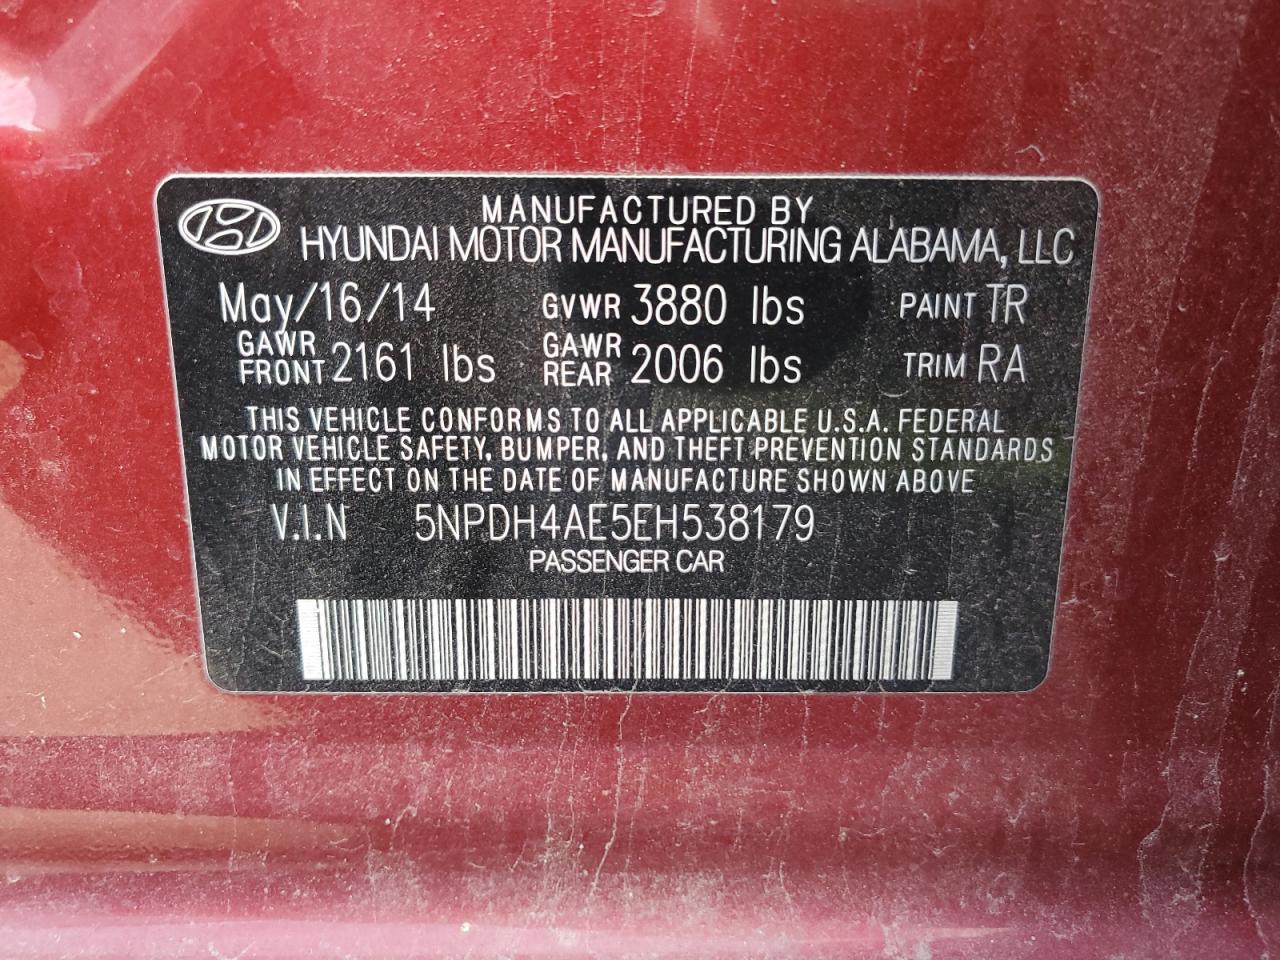 MANUFACTURED BY
HYUNDAI MOTOR MANUFACTURING ALABAMA, LLC
May/16/14 GVWR 3880 lbs PAINT TR
GAWR FRONT 2161 lbs GAWR REAR 2006 lbs TRIM RA
THIS VEHICLE CONFORMS TO ALL APPLICABLE U.S.A. FEDERAL
MOTOR VEHICLE SAFETY, BUMPER, AND THEFT PREVENTION STANDARDS
IN EFFECT ON THE DATE OF MANUFACTURE SHOWN ABOVE
V.I.N 5NPDH4AE5EH538179
PASSENGER CAR